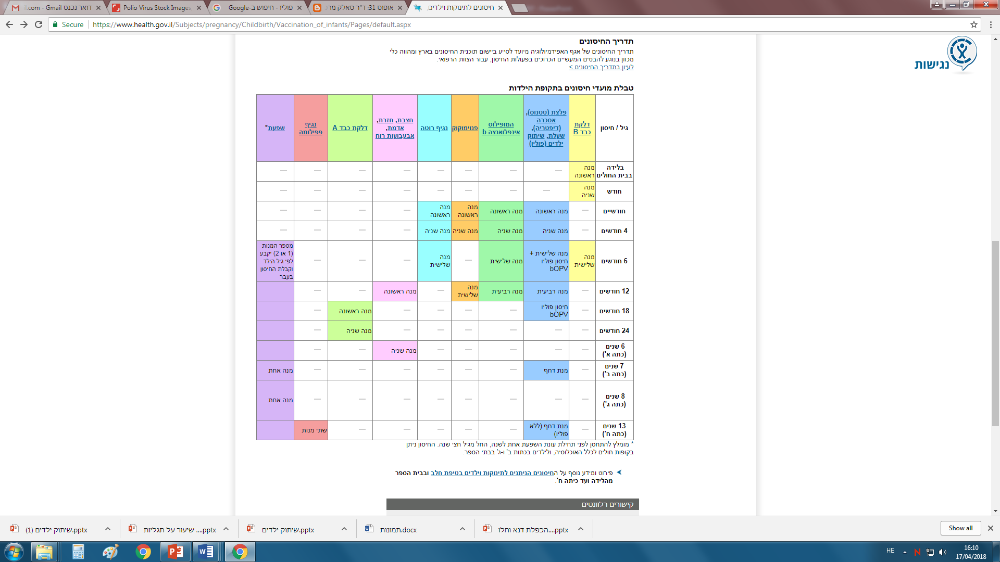 דואר נכנס - il.com - Gmail
Polio Virus Stock Images
פוליו - חיפוש ב-Google
אופוס 31: ד"ר סאלק מרכ
חיסונים לתינוקות וילדים,
Secure
https://www.health.gov.il/Subjects/pregnancy/Childbirth/Vaccination_of_infants/Pages/default.aspx
נגישות
תדריך החיסונים
תדריך החיסונים של אגף האפידמיולוגיה מיועד לסייע ביישום תוכנית החיסונים בארץ ומהווה כלי
מכוון בנוגע להבטים המעשיים הכרוכים בפעולות החיסון, עבור הצוות הרפואי.
לעיון בתדריך החיסונים >
טבלת מועדי חיסונים בתקופת הילדות
גיל / חיסון
דלקת
כבד B
פלצת (טטנוס),
אסכרה
(דיפטריה),
שעלת, שיתוק
ילדים (פוליו)
המופילוס
אינפלואנצה b
פנוימוקוק
נגיף רוטה
חצבת, חזרת,
אדמת,
אבעבועות רוח
דלקת כבד A
נגיף
פפילומה
שפעת*
בלידה
בבית החולים
מנה
ראשונה
—
—
—
—
—
—
—
—
חודש
מנה
שניה
—
—
—
—
—
—
—
—
חודשיים
—
מנה ראשונה
מנה ראשונה
מנה
ראשונה
מנה
ראשונה
—
—
—
—
4 חודשים
—
מנה שניה
מנה שניה
מנה שניה
מנה שניה
—
—
—
—
6 חודשים
מנה
שלישית
מנה שלישית +
חיסון פוליו
bOPV
מנה שלישית
—
מנה
שלישית
—
—
—
מספר המנות
(1 או 2) יקבע
לפי גיל הילד
וקבלת החיסון
בעבר
12 חודשים
—
מנה רביעית
מנה רביעית
מנה
שלישית
—
מנה ראשונה
—
—
18 חודשים
—
חיסון פוליו
bOPV
—
—
—
—
מנה ראשונה
—
24 חודשים
—
—
—
—
—
—
מנה שניה
—
6 שנים
(כתה א')
—
—
—
—
—
מנה שניה
—
—
7 שנים
(כתה ב')
—
מנת דחף
—
—
—
—
—
—
מנה אחת
8 שנים
(כתה ג')
—
—
—
—
—
—
—
—
מנה אחת
13 שנים
(כתה ח')
—
מנת דחף (ללא
פוליו)
—
—
—
—
—
שתי מנות
* מומלץ להתחסן לפני תחילת עונת השפעת אחת לשנה, החל מגיל חצי שנה. החיסון ניתן
בקופות חולים לכלל האוכלוסיה, ולילדים בכתות ב' ו-ג' בבתי הספר.
פירוט ומידע נוסף על החיסונים הניתנים לתינוקות וילדים בטיפת חלב ובבית הספר
מהלידה ועד כיתה ח'.
קישורים רלוונטים
שיתוק ילדים (1).pptx
שיעור על תגליות ....pptx
שיתוק ילדים.pptx
תמונות.docx
הכפלת דנא וחלו....pptx
Show all
HE
16:10
17/04/2018